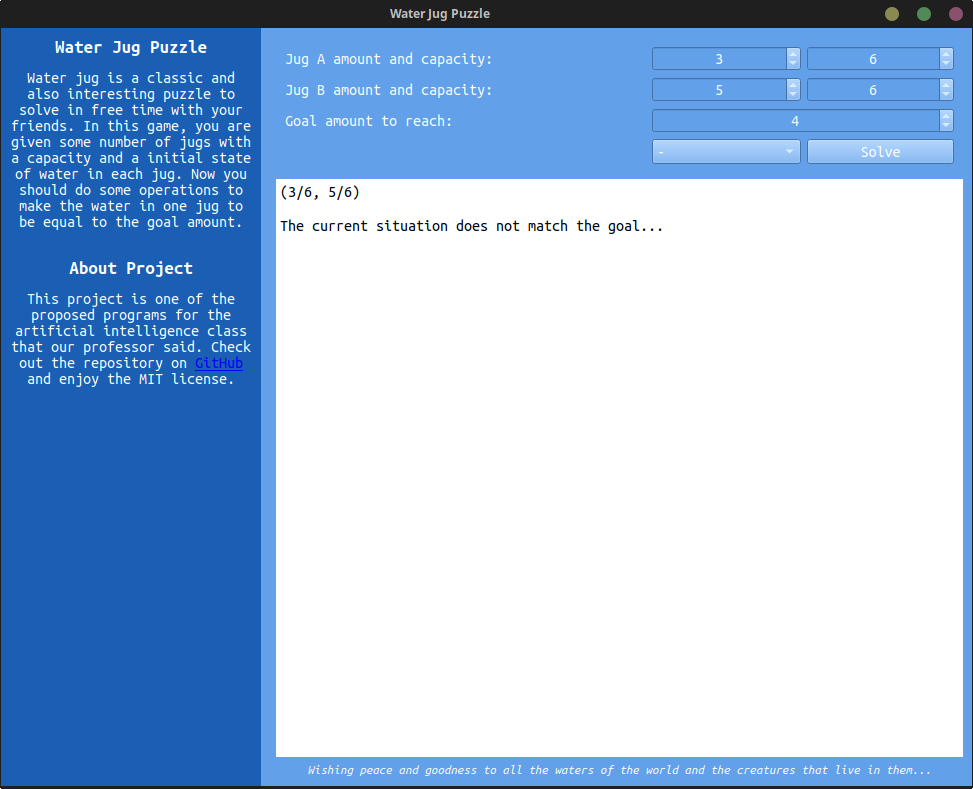 Water Jug Puzzle
Water Jug Puzzle
Water jug is a classic and
also interesting puzzle to
solve in free time with your
friends. In this game, you are
given some number of jugs with
a capacity and a initial state
of water in each jug. Now you
should do some operations to
make the water in one jug to
be equal to the goal amount.
About Project
This project is one of the
proposed programs for the
artificial intelligence class
that our professor said. Check
out the repository on GitHub
and enjoy the MIT license.
Jug A amount and capacity: 3 6
Jug B amount and capacity: 5 6
Goal amount to reach: 4
- Solve
(3/6, 5/6)
The current situation does not match the goal...
Wishing peace and goodness to all the waters of the world and the creatures that live in them...